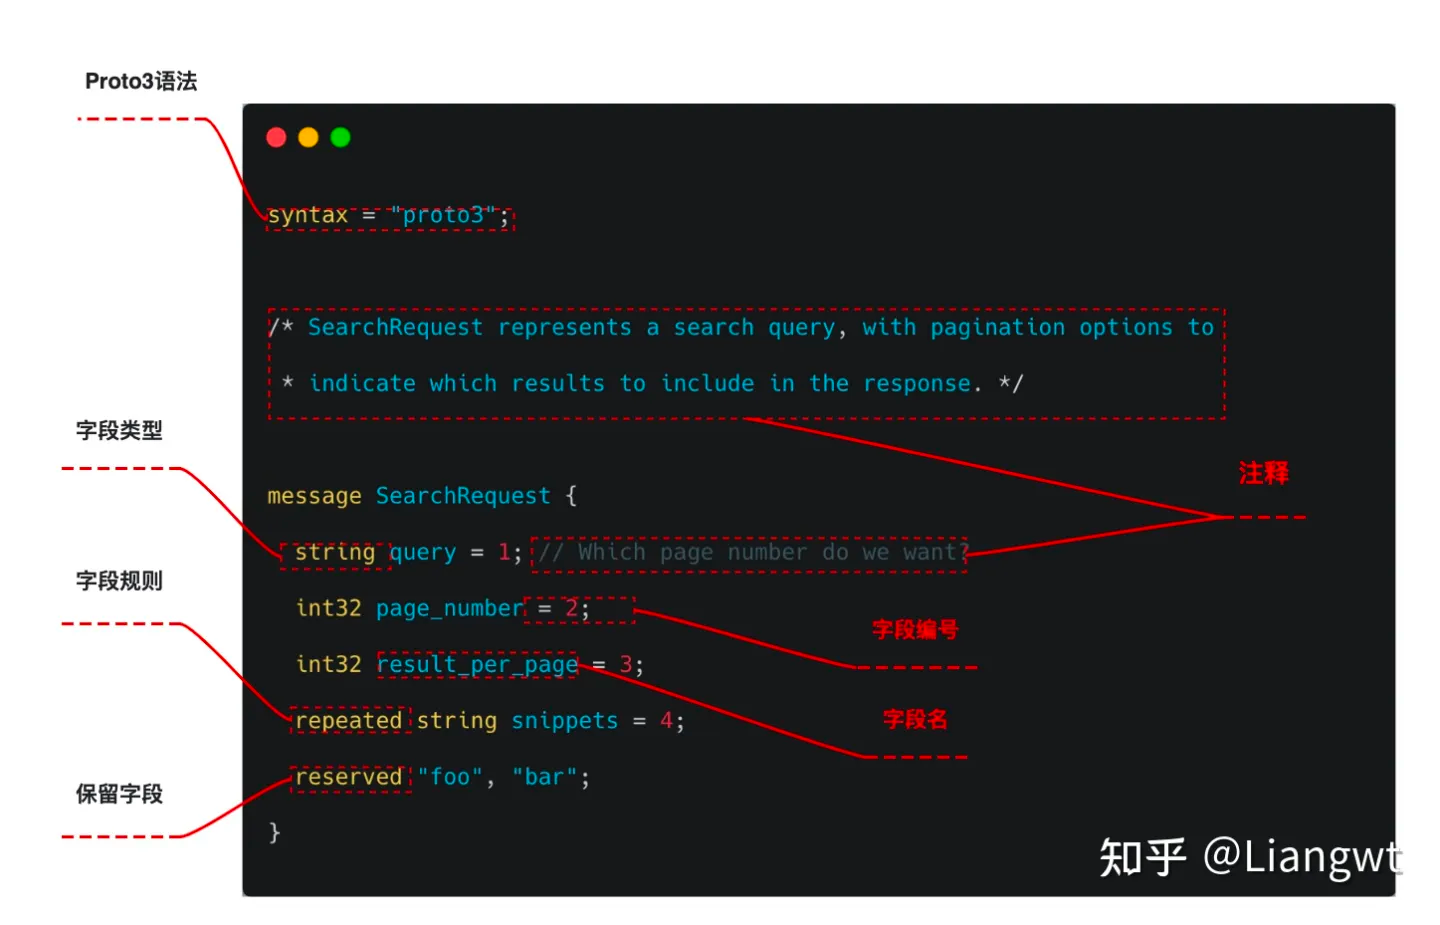 Proto3语法
syntax = "proto3";
/* SearchRequest represents a search query, with pagination options to
* indicate which results to include in the response. */
字段类型
注释
message SearchRequest {
string query = 1; // Which page number do we want?
字段规则
int32 page_number = 2;
字段编号
int32 result_per_page = 3;
repeated string snippets = 4;
字段名
reserved "foo", "bar";
保留字段
}
知乎 @Liangwt